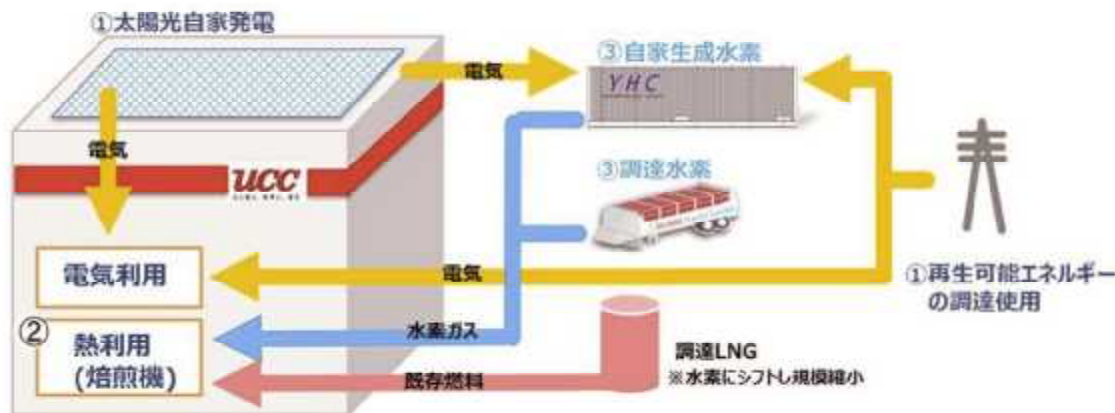 ①太陽光自家発電
電気
③自家生成水素
YHC
電気
ucc
③調達水素
電気利用
電気
①再生可能エネルギー
の調達使用
②
熱利用
(焙煎機)
水素ガス
調達LNG
※水素にシフトし規模縮小
既存燃料